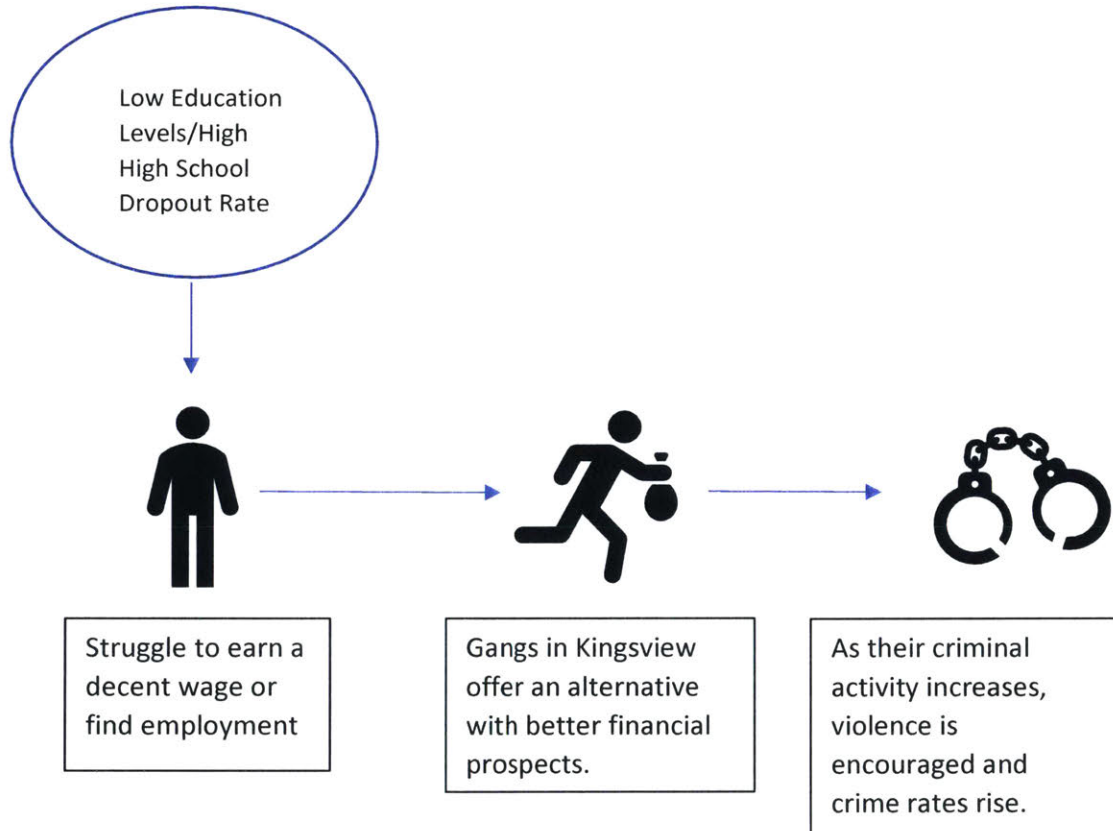 Low Education
Levels/High
High School
Dropout Rate
Struggle to earn a
decent wage or
find employment
Gangs in Kingsview
offer an alternative
with better financial
prospects.
As their criminal
activity increases,
violence is
encouraged and
crime rates rise.